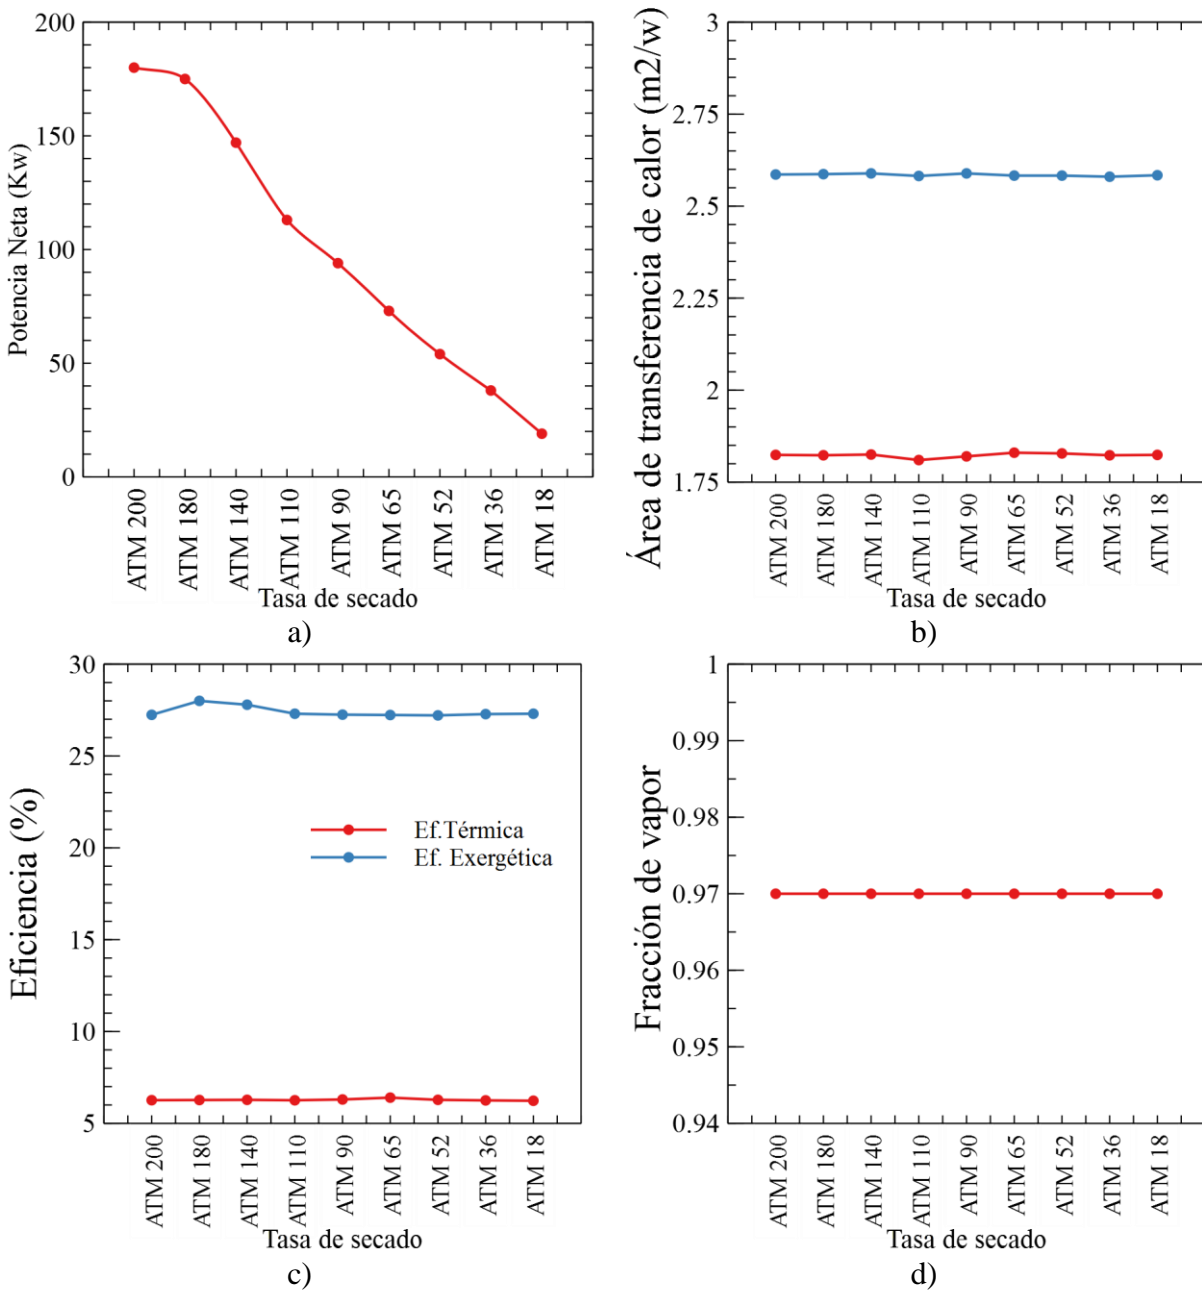 200
150
100
50
0
Potencia Neta (Kw)
ATM 200
ATM 180
ATM 140
ATM 110
ATM 90
ATM 65
ATM 52
ATM 36
ATM 18
Tasa de secado
a)
3
2.75
2.5
2.25
2
1.75
Área de transferencia de calor (m2/w)
ATM 200
ATM 180
ATM 140
ATM 110
ATM 90
ATM 65
ATM 52
ATM 36
ATM 18
Tasa de secado
b)
30
25
20
15
10
5
Eficiencia (%)
Ef.Térmica
Ef. Exergética
ATM 200
ATM 180
ATM 140
ATM 110
ATM 90
ATM 65
ATM 52
ATM 36
ATM 18
Tasa de secado
c)
1
0.99
0.98
0.97
0.96
0.95
0.94
Fracción de vapor
ATM 200
ATM 180
ATM 140
ATM 110
ATM 90
ATM 65
ATM 52
ATM 36
ATM 18
Tasa de secado
d)